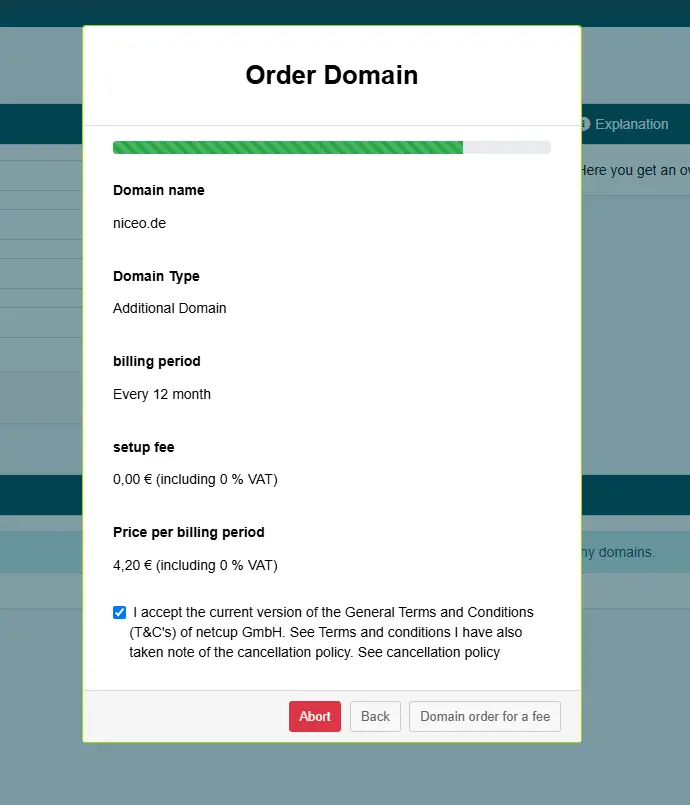 Order Domain
Explanation
Domain name
niceo.de
Domain Type
Additional Domain
billing period
Every 12 month
setup fee
0,00 € (including 0 % VAT)
Price per billing period
4,20 € (including 0 % VAT)
I accept the current version of the General Terms and Conditions
(T&C's) of netcup GmbH. See Terms and conditions I have also
taken note of the cancellation policy. See cancellation policy
Abort Back Domain order for a fee
Here you get an ov
ny domains.